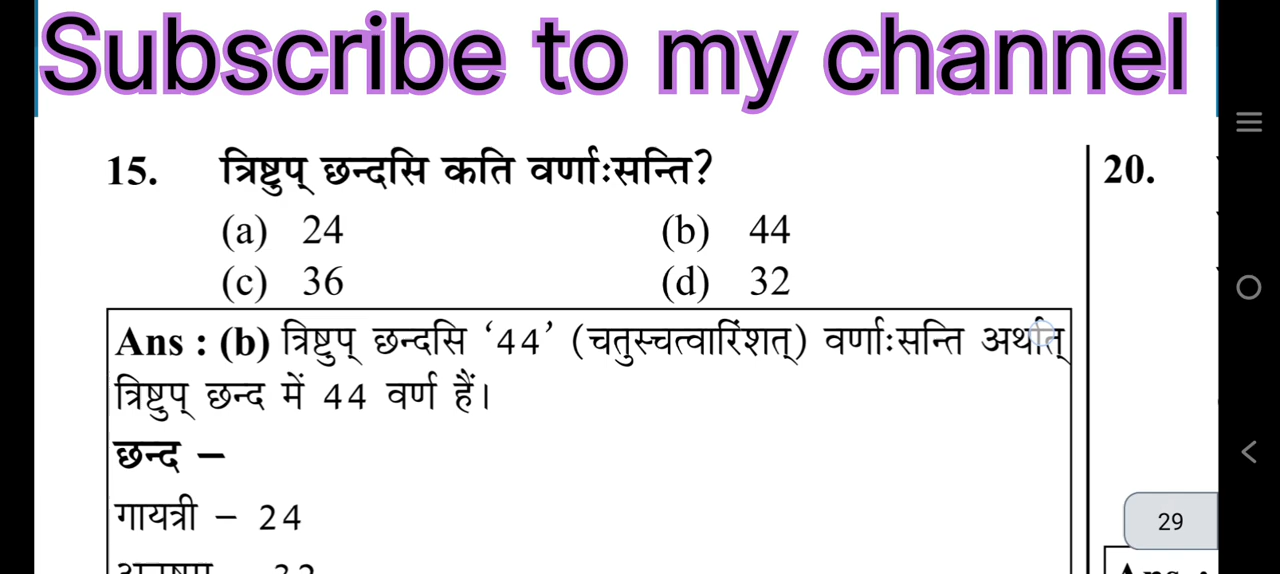 Subscribe to my channel
15. त्रिष्टुप् छन्दसि कति वर्णाःसन्ति?
(a) 24 (b) 44
(c) 36 (d) 32
Ans : (b) त्रिष्टुप् छन्दसि ‘44’ (चतुस्चत्वारिंशत्) वर्णाःसन्ति अर्थात्
त्रिष्टुप् छन्द में 44 वर्ण हैं।
छन्द –
गायत्री – 24
20.
29